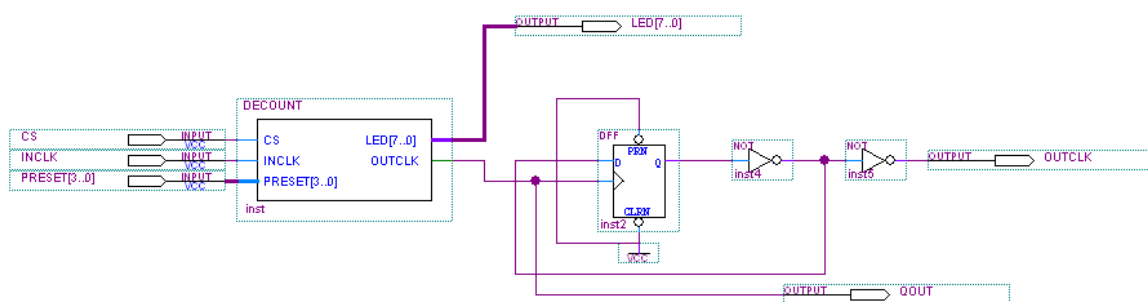 OUTPUT LED[7..0]
DECOUNT
CS INPUT VCC
INCLK INPUT VCC
PRESET[3..0] INPUT VCC
CS LED[7..0]
INCLK OUTCLK
PRESET[3..0]
inst
DFF
PRN
D Q
CLRN
inst2
VCC
NOT
inst4
NOT
inst5
OUTPUT OUTCLK
OUTPUT QOUT